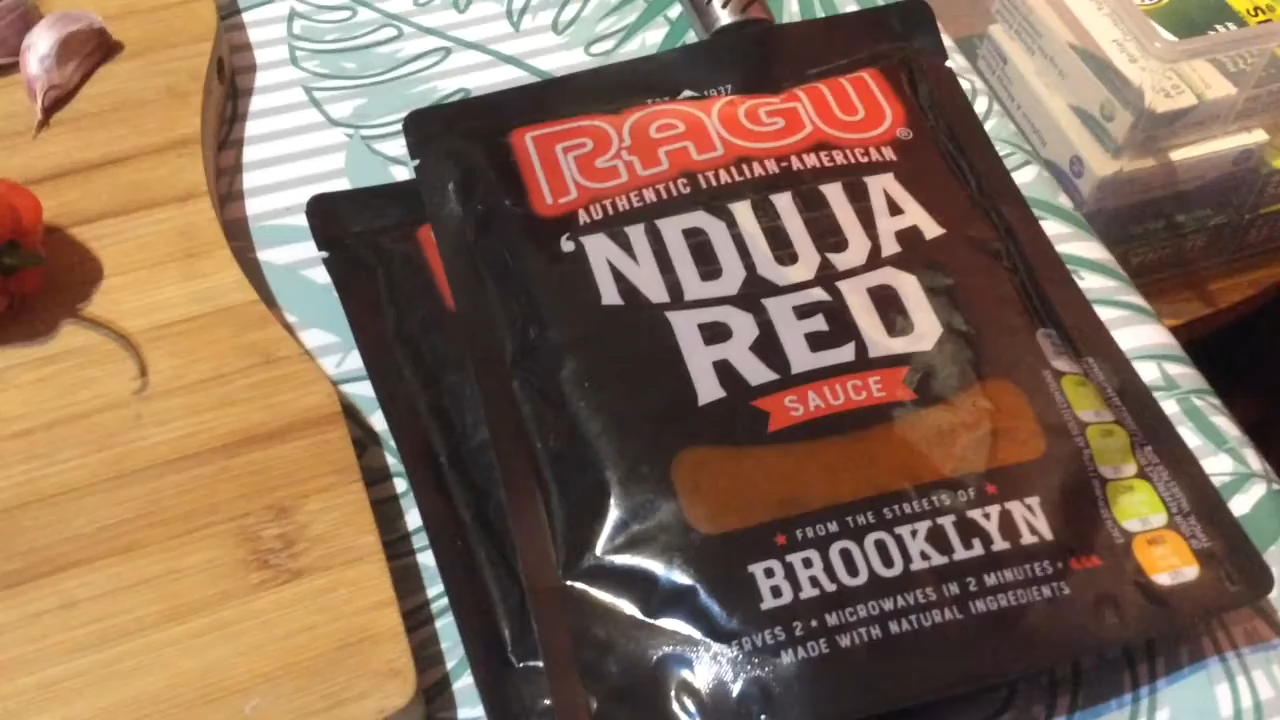 EST 1937
RAGU®
AUTHENTIC ITALIAN-AMERICAN
'NDUJA
RED
SAUCE
FROM THE STREETS OF
BROOKLYN
SERVES 2 • MICROWAVES IN 2 MINUTES •
MADE WITH NATURAL INGREDIENTS